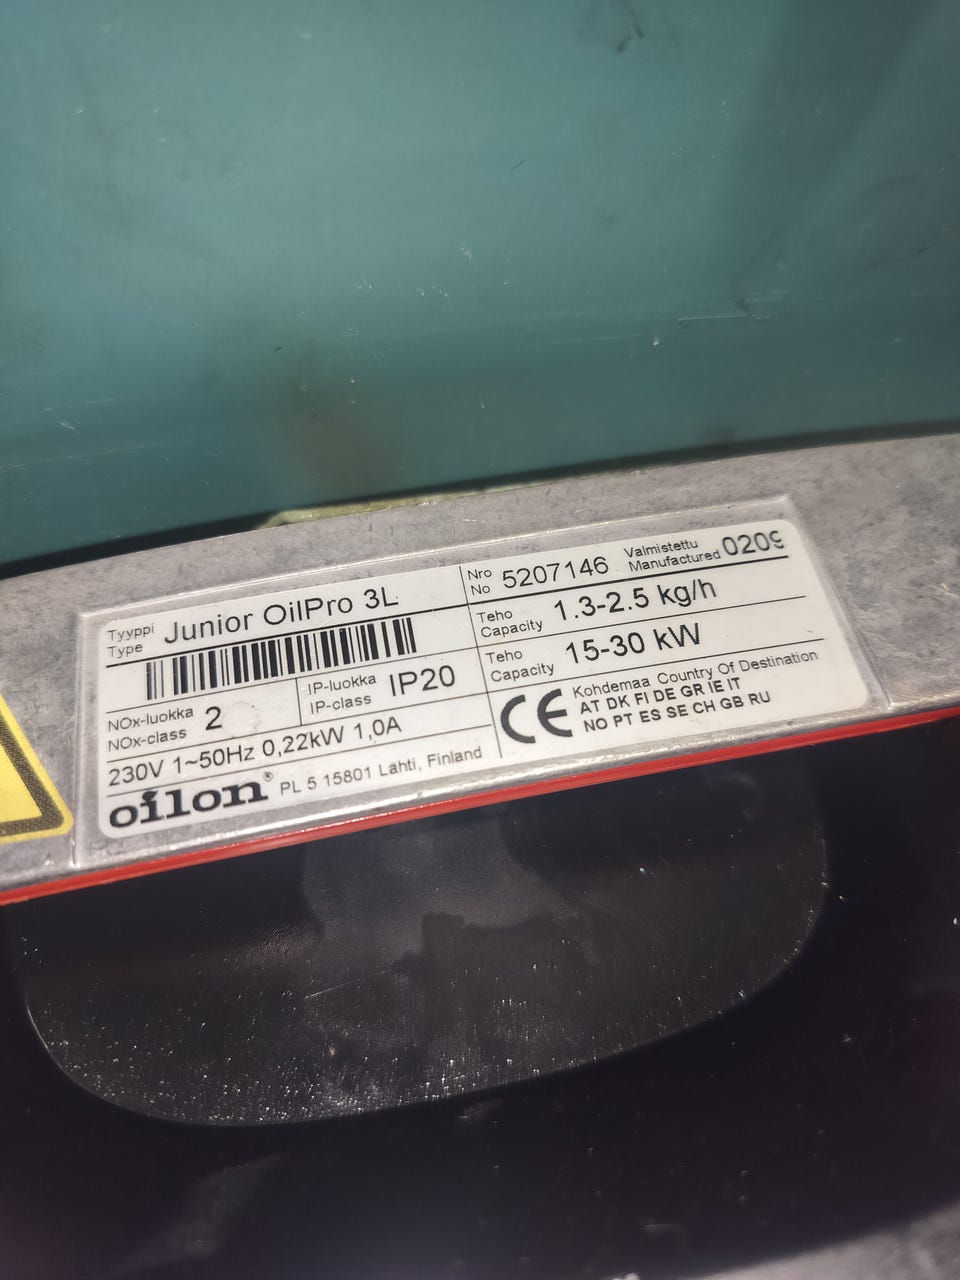 Tyyppi
Type
Junior OilPro 3L
Nro
No
5207146
Valmistettu
Manufactured
0209
Teho
Capacity
1.3-2.5 kg/h
Teho
Capacity
15-30 kW
NOx-luokka
NOx-class
2
IP-luokka
IP-class
IP20
230V 1~50Hz 0,22kW 1,0A
oilon® PL 5 15801 Lahti, Finland
CE
Kohdemaa Country Of Destination
AT DK FI DE GR IE IT
NO PT ES SE CH GB RU